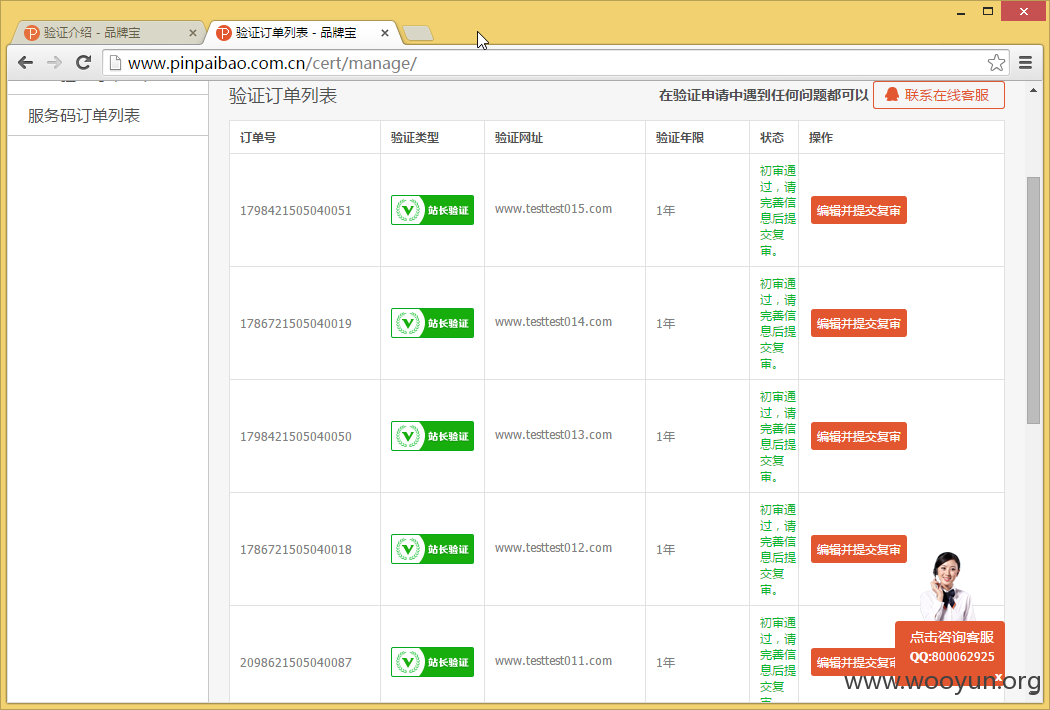 验证介绍 - 品牌宝
验证订单列表 - 品牌宝
www.pinpaibao.com.cn/cert/manage/
服务码订单列表
验证订单列表
在验证申请中遇到任何问题都可以
联系在线客服
订单号 验证类型 验证网址 验证年限 状态 操作
1798421505040051 V 站长验证 www.testtest015.com 1年
初审通
过，请
完善信
息后提
交复
审。
编辑并提交复审
1786721505040019 V 站长验证 www.testtest014.com 1年
初审通
过，请
完善信
息后提
交复
审。
编辑并提交复审
1798421505040050 V 站长验证 www.testtest013.com 1年
初审通
过，请
完善信
息后提
交复
审。
编辑并提交复审
1786721505040018 V 站长验证 www.testtest012.com 1年
初审通
过，请
完善信
息后提
交复
审。
编辑并提交复审
2098621505040087 V 站长验证 www.testtest011.com 1年
初审通
过，请
完善信
息后提
交复
编辑并提交复审
点击咨询客服
QQ:800062925
x
www.wooyun.org